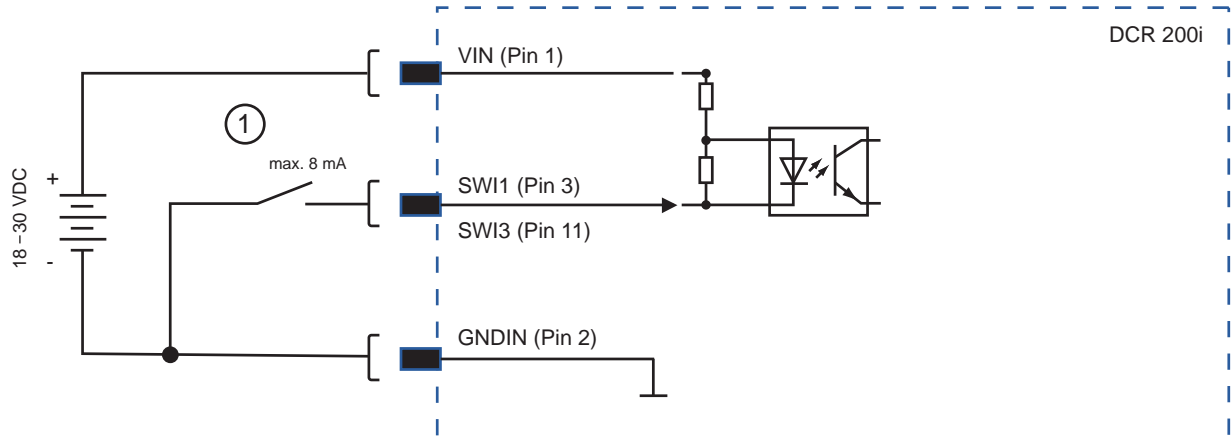 DCR 200i
VIN (Pin 1)
1
max. 8 mA
SWI1 (Pin 3)
SWI3 (Pin 11)
+
18 – 30 VDC
-
GNDIN (Pin 2)